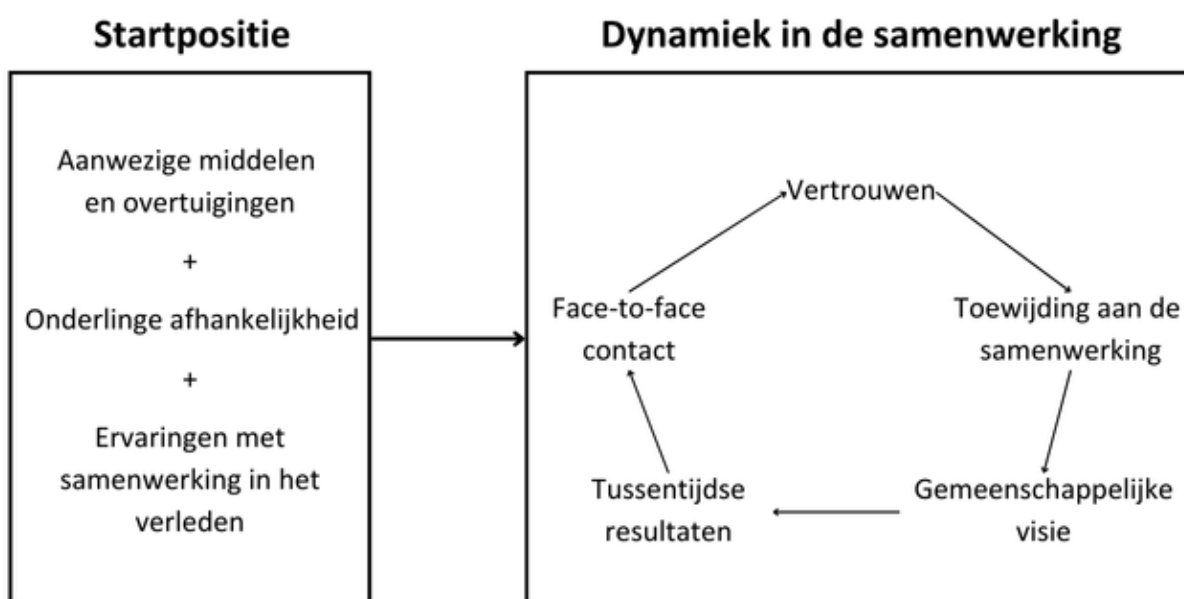 Startpositie
Aanwezige middelen
en overtuigingen
+
Onderlinge afhankelijkheid
+
Ervaringen met
samenwerking in het
verleden
Dynamiek in de samenwerking
Vertrouwen
Toewijding aan de
samenwerking
Gemeenschappelijke
visie
Tussentijdse
resultaten
Face-to-face
contact